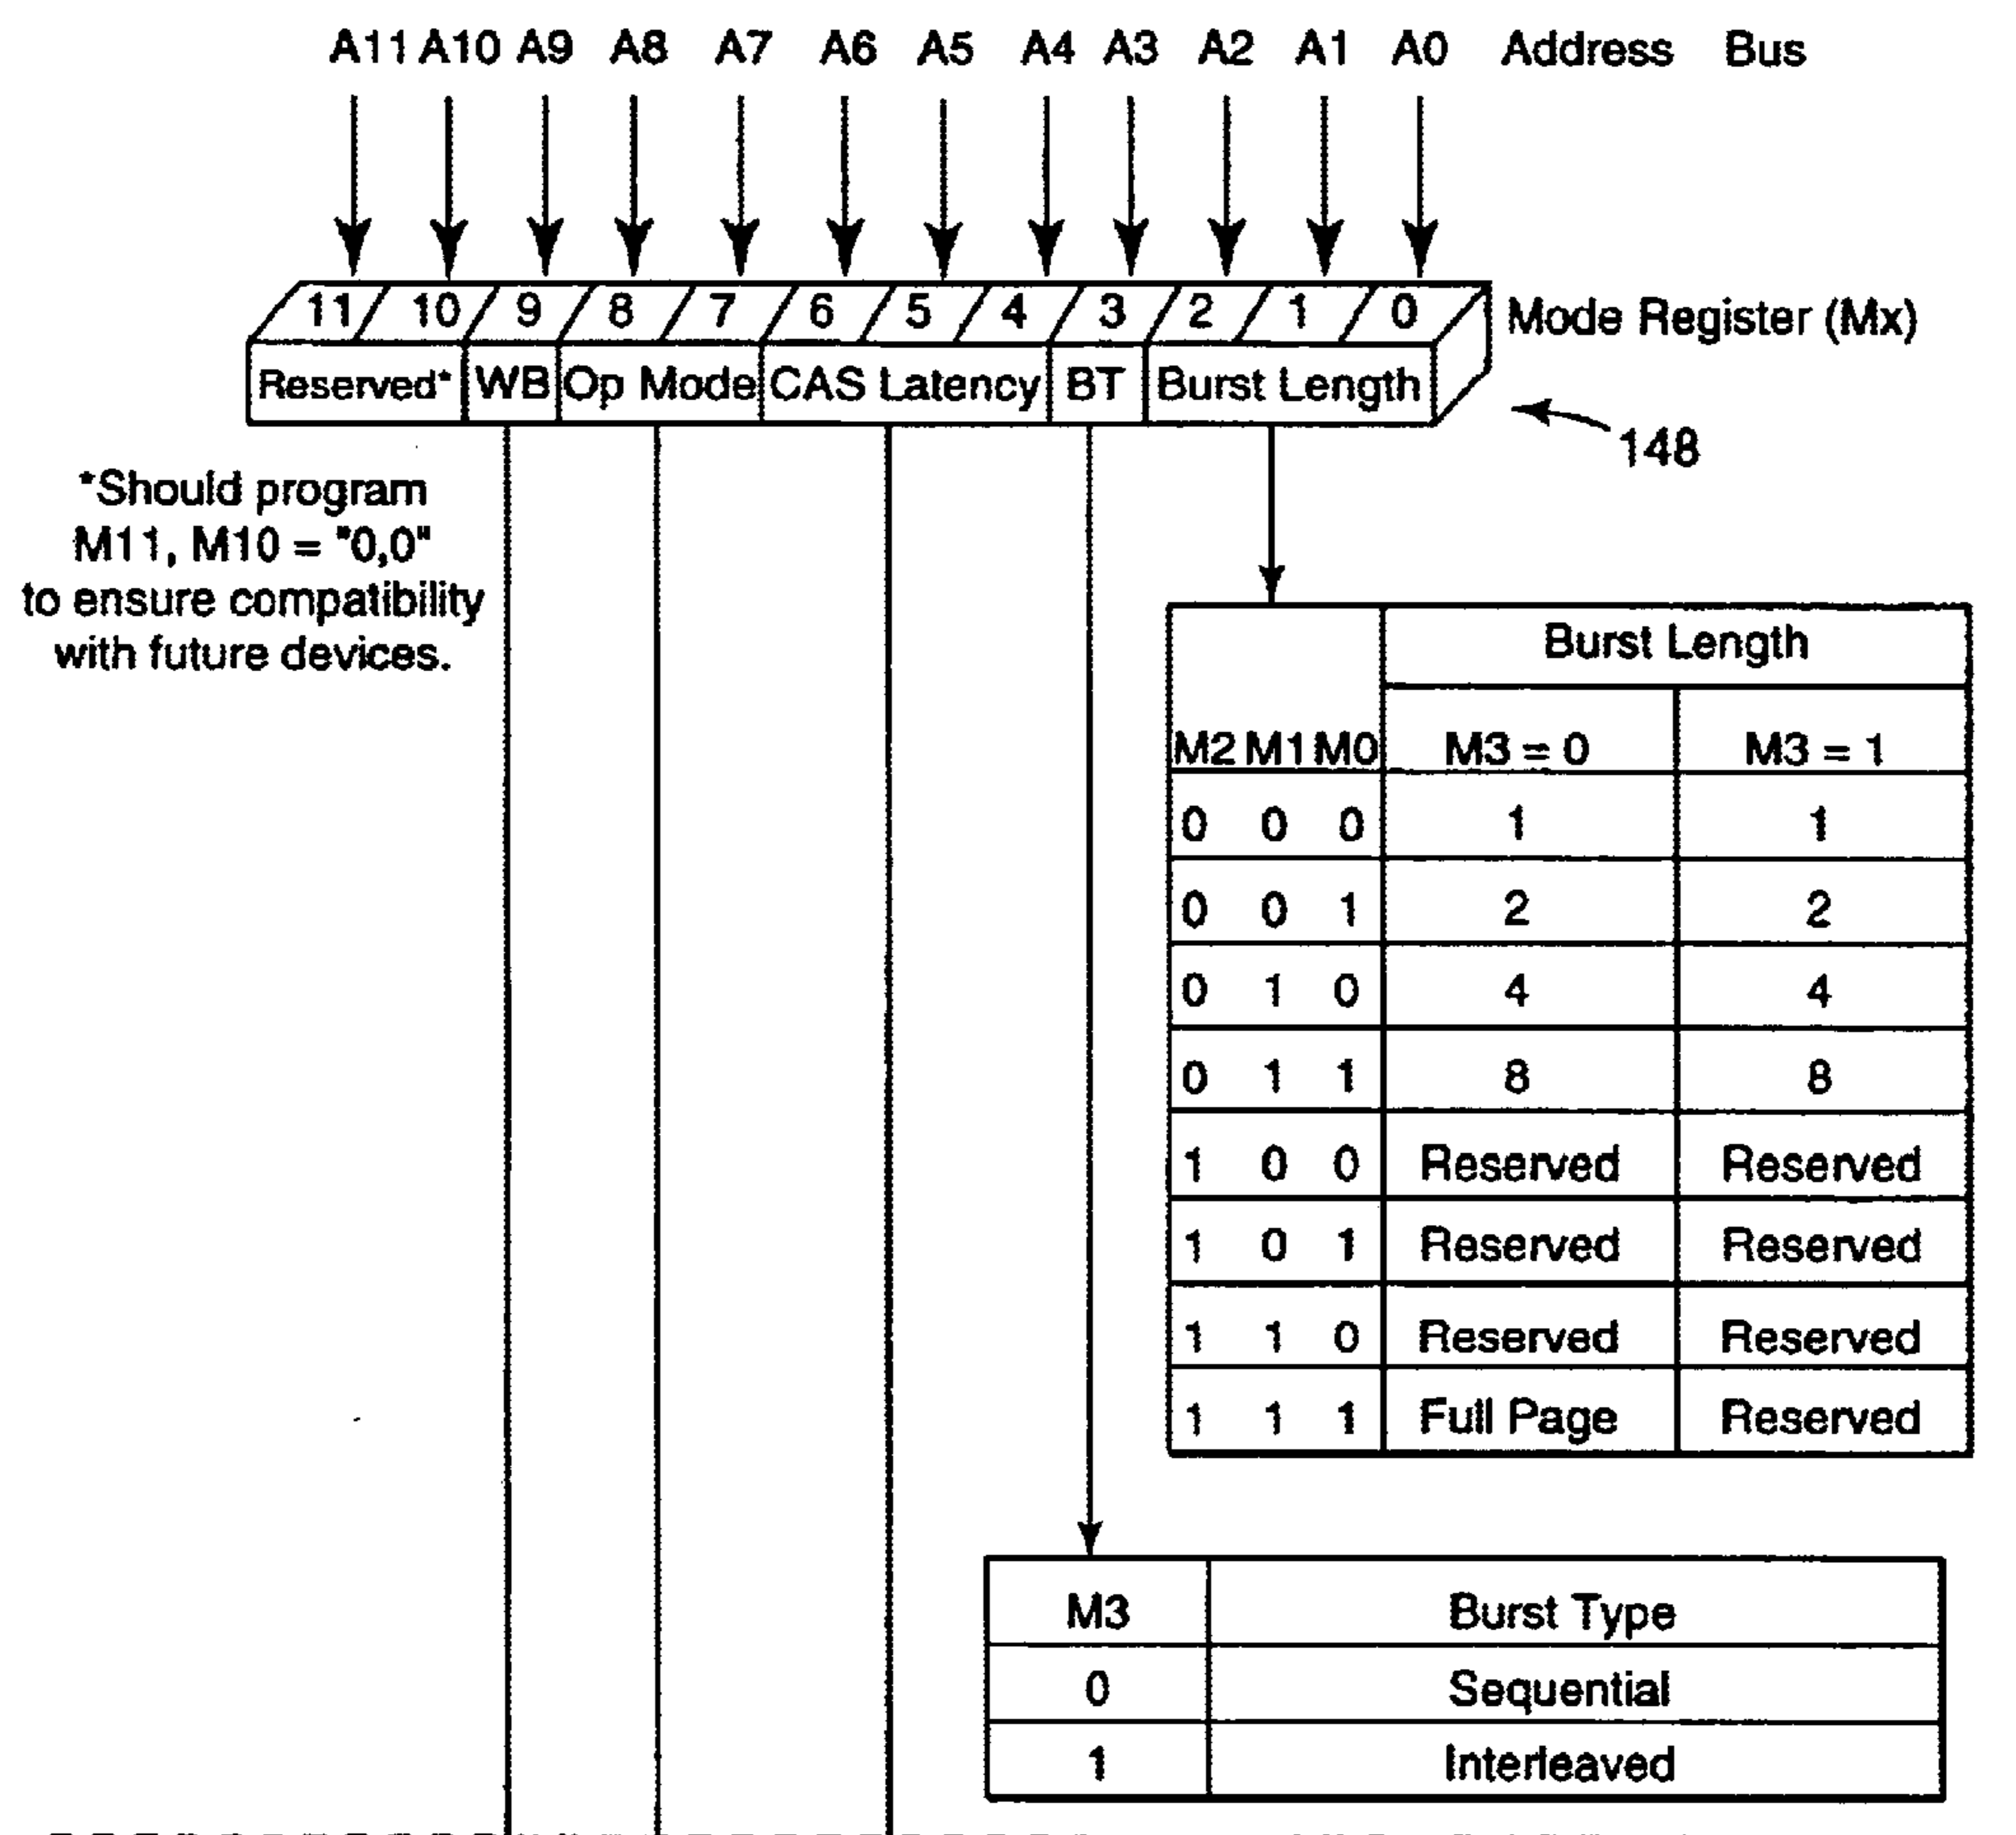 A11 A10 A9 A8 A7 A6 A5 A4 A3 A2 A1 A0 Address Bus
11 10 9 8 7 6 5 4 3 2 1 0 Mode Register (Mx)
Reserved* WB Op Mode CAS Latency BT Burst Length
148
*Should program
M11, M10 = "0,0"
to ensure compatibility
with future devices.
Burst Length
M2 M1 M0 M3 = 0 M3 = 1
0 0 0 1 1
0 0 1 2 2
0 1 0 4 4
0 1 1 8 8
1 0 0 Reserved Reserved
1 0 1 Reserved Reserved
1 1 0 Reserved Reserved
1 1 1 Full Page Reserved
M3 Burst Type
0 Sequential
1 Interleaved